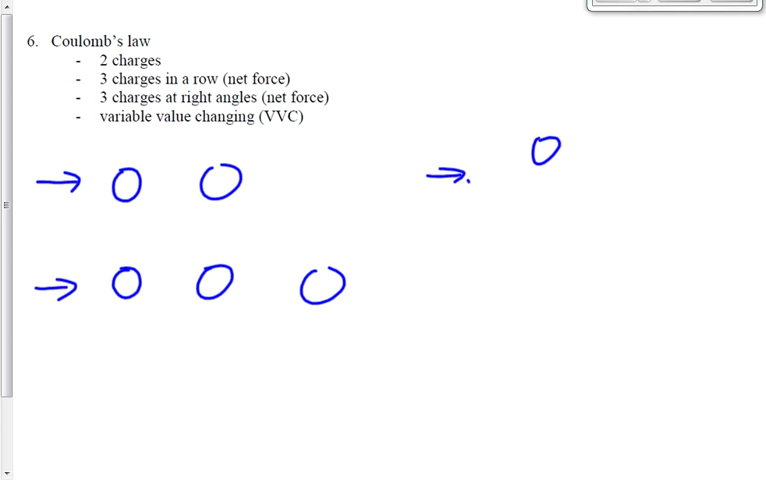 6. Coulomb's law
- 2 charges
- 3 charges in a row (net force)
- 3 charges at right angles (net force)
- variable value changing (VVC)